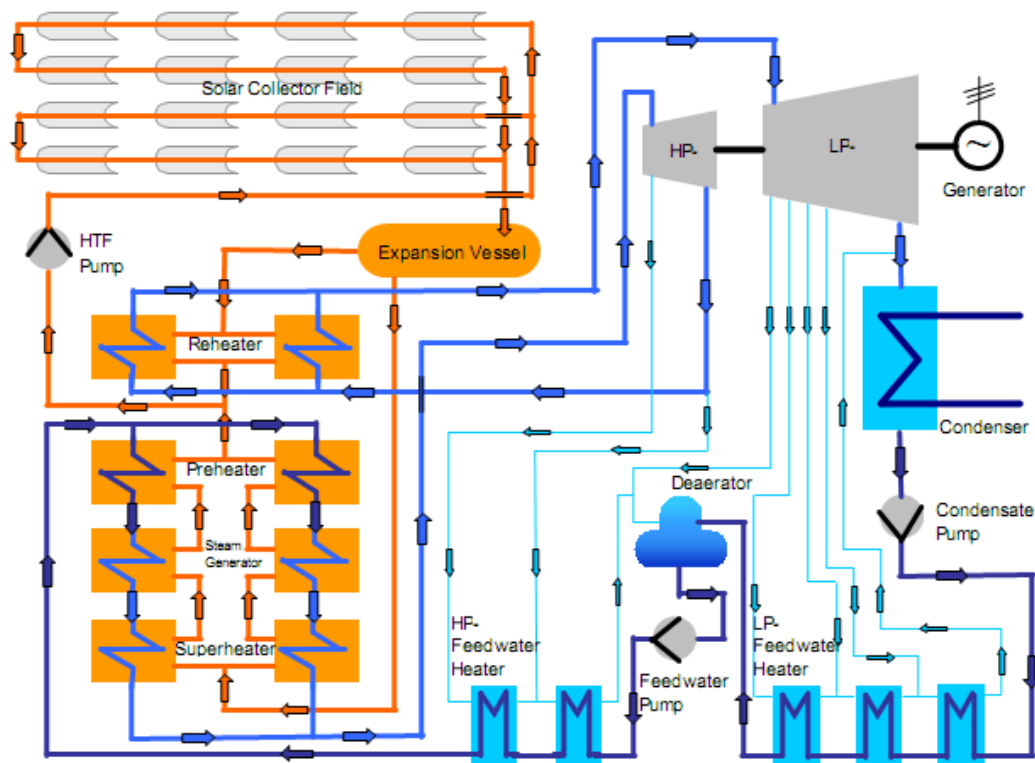 Solar Collector Field
HP-
LP-
~
Generator
HTF
Pump
Expansion Vessel
Reheater
Condenser
Preheater
Deaerator
Condensate
Pump
Steam
Generator
Superheater
HP-
Feedwater
Heater
Feedwater
Pump
LP-
Feedwater
Heater